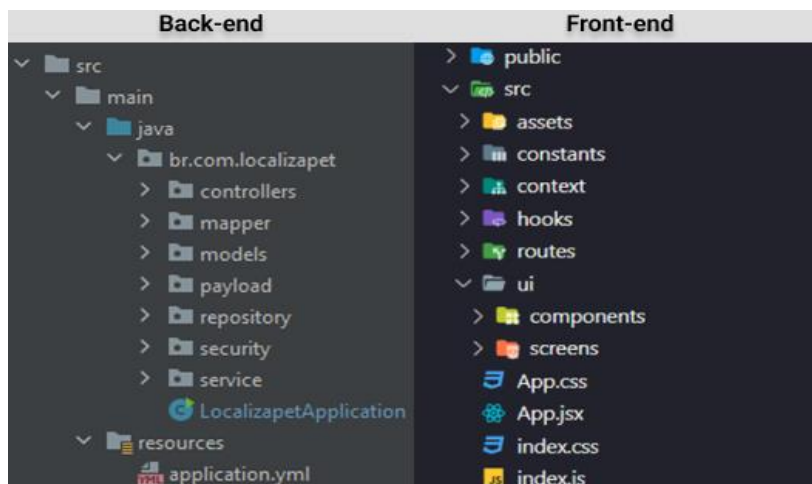 Back-end
src
main
java
br.com.localizapet
controllers
mapper
models
payload
repository
security
service
LocalizapetApplication
resources
application.yml
Front-end
public
src
assets
constants
context
hooks
routes
ui
components
screens
App.css
App.jsx
index.css
index.js